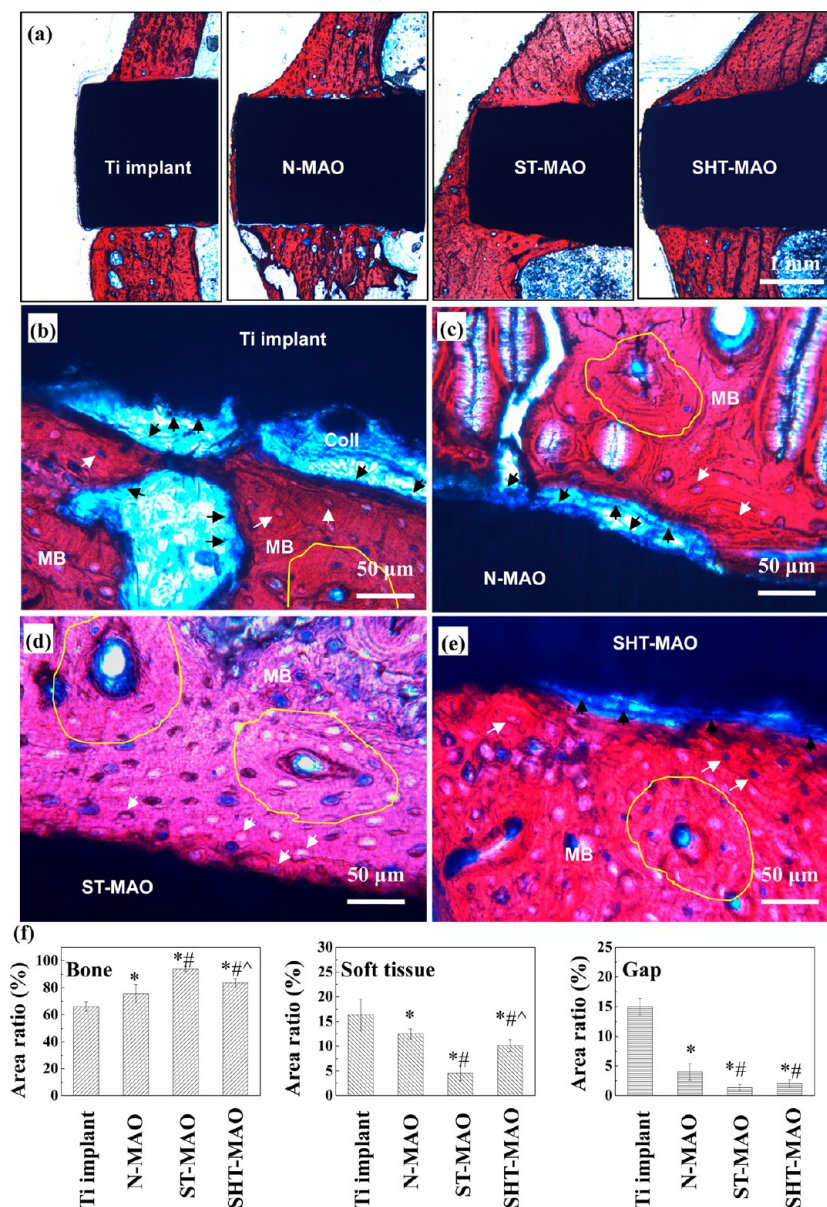 (a)
Ti implant
N-MAO
ST-MAO
SHT-MAO
1 mm
(b)
Ti implant
Coll
MB
MB
50 µm
(c)
MB
N-MAO
50 µm
(d)
MB
ST-MAO
50 µm
(e)
SHT-MAO
MB
50 µm
(f)
Bone
Area ratio (%)
100
80
60
40
20
0
*
*#
*#^
Ti implant
N-MAO
ST-MAO
SHT-MAO
Soft tissue
Area ratio (%)
30
25
20
15
10
5
0
*
*#
*#^
Ti implant
N-MAO
ST-MAO
SHT-MAO
Gap
Area ratio (%)
25
20
15
10
5
0
*
*#
*#
Ti implant
N-MAO
ST-MAO
SHT-MAO